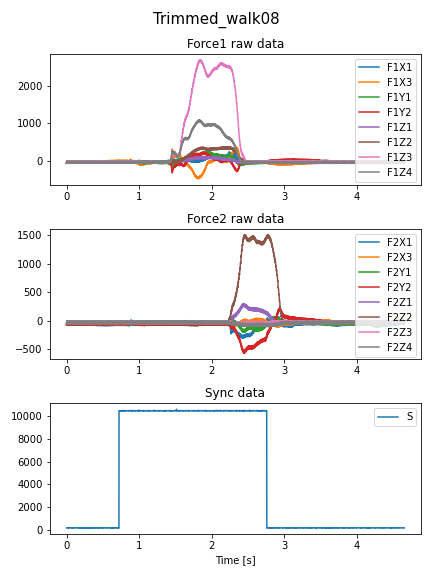 Trimmed_walk08
Force1 raw data
2000
1000
0
F1X1
F1X3
F1Y1
F1Y2
F1Z1
F1Z2
F1Z3
F1Z4
0 1 2 3 4
Force2 raw data
1500
1000
500
0
−500
F2X1
F2X3
F2Y1
F2Y2
F2Z1
F2Z2
F2Z3
F2Z4
0 1 2 3 4
Sync data
10000
8000
6000
4000
2000
0
S
0 1 2 3 4
Time [s]